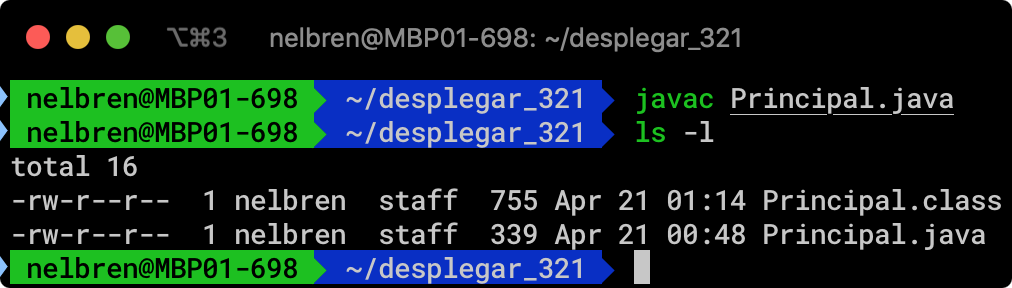 ⌥⌘3 nelbren@MBP01-698: ~/desplegar_321
nelbren@MBP01-698 ~/desplegar_321 javac Principal.java
nelbren@MBP01-698 ~/desplegar_321 ls -l
total 16
-rw-r--r-- 1 nelbren staff 755 Apr 21 01:14 Principal.class
-rw-r--r-- 1 nelbren staff 339 Apr 21 00:48 Principal.java
nelbren@MBP01-698 ~/desplegar_321